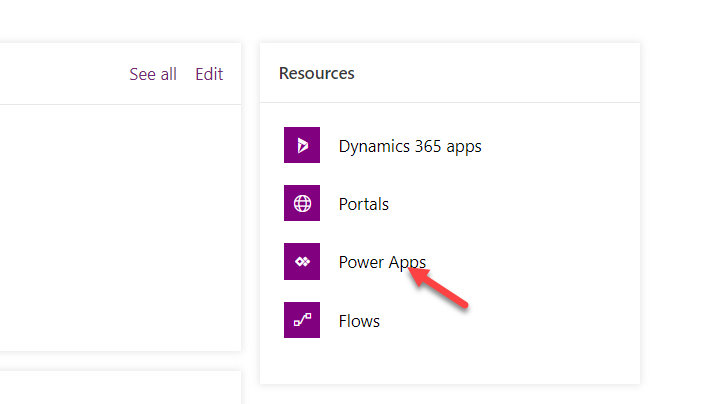 See all Edit
Resources
Dynamics 365 apps
Portals
Power Apps
Flows